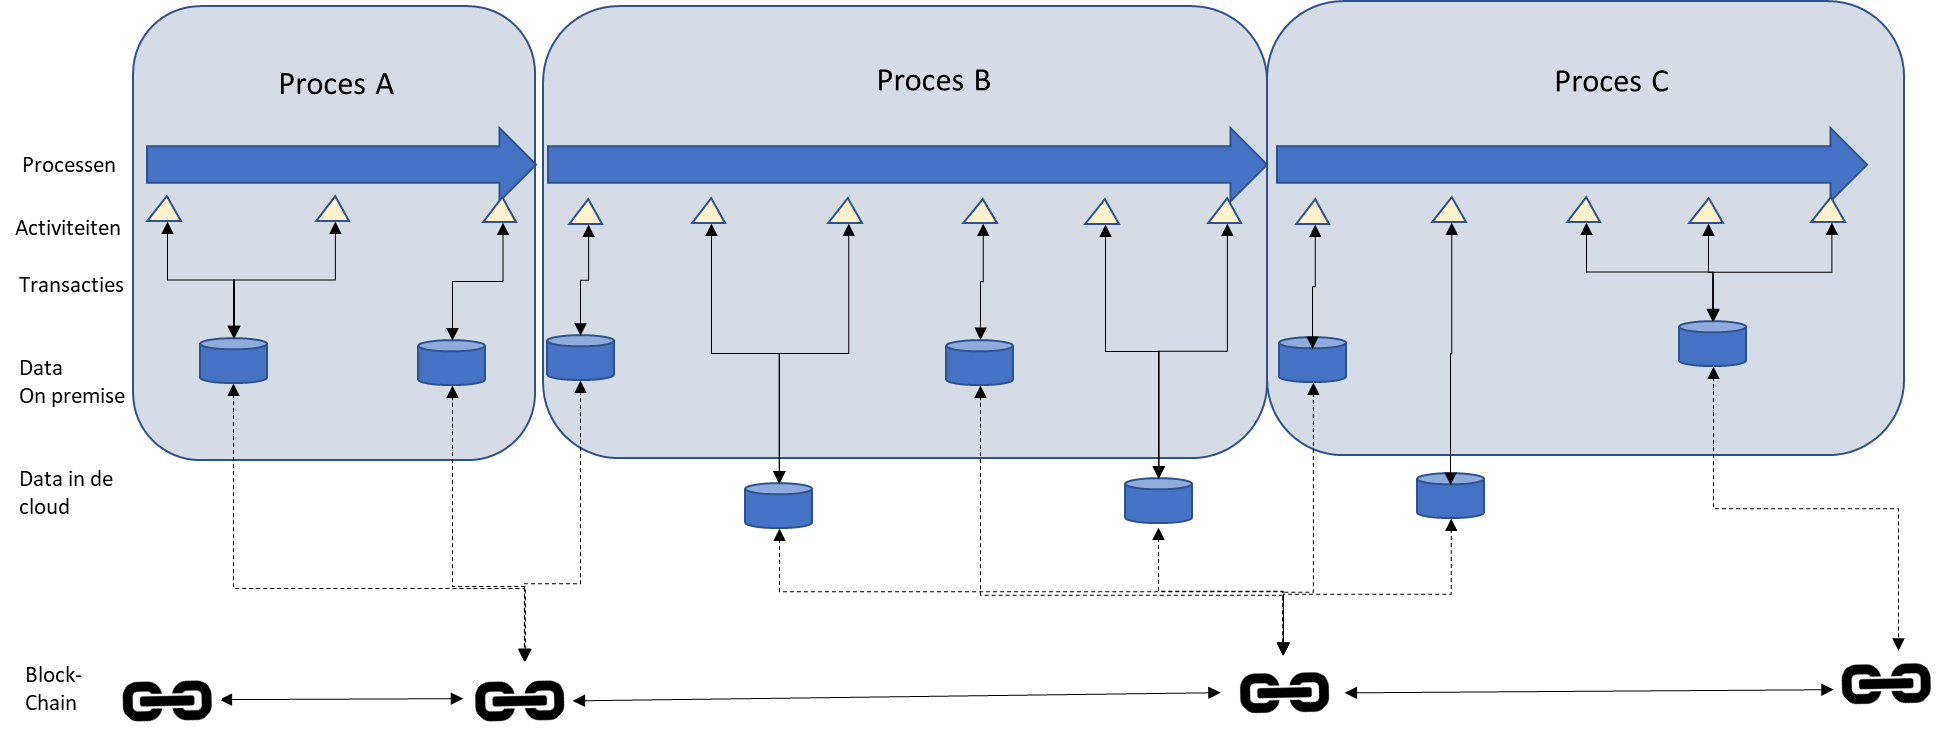 Proces A
Proces B
Proces C
Processen
Activiteiten
Transacties
Data
On premise
Data in de
cloud
Block-
Chain